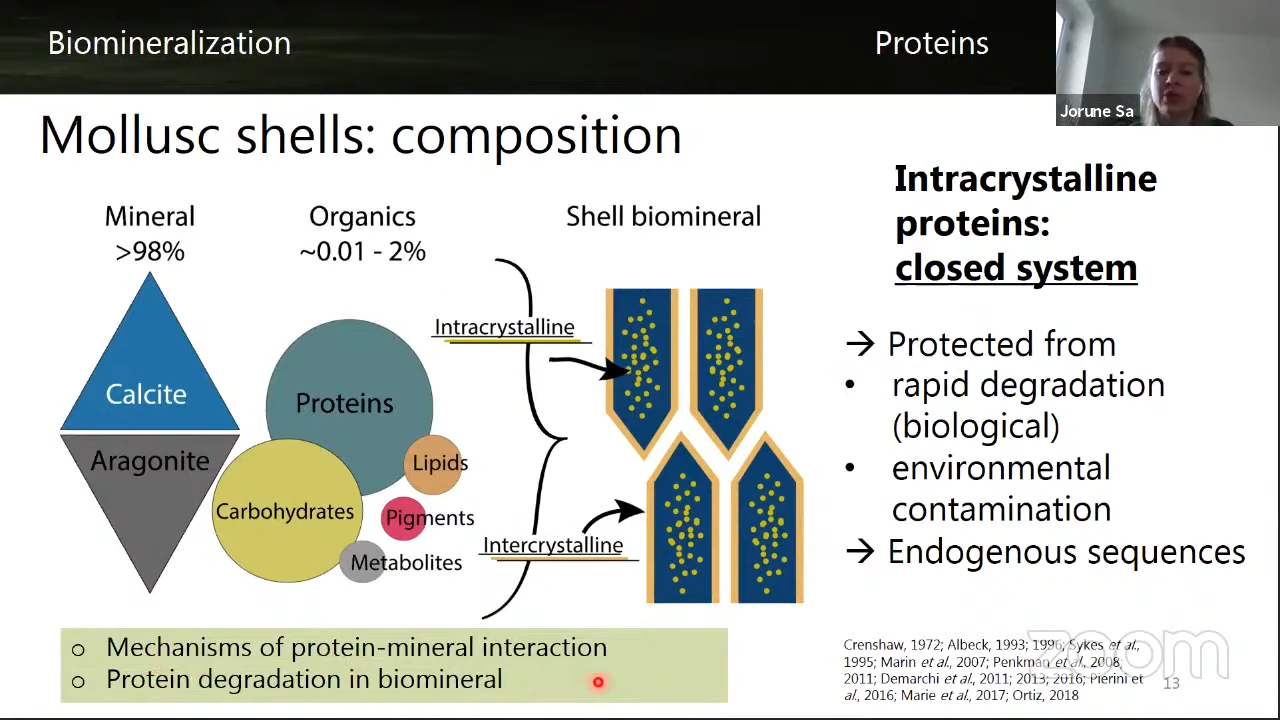 Biomineralization
Proteins
Jorune Sa
Mollusc shells: composition
Mineral
>98%
Organics
~0.01 - 2%
Shell biomineral
Calcite
Aragonite
Proteins
Carbohydrates
Lipids
Pigments
Metabolites
Intracrystalline
Intercrystalline
Intracrystalline
proteins:
closed system
→ Protected from
• rapid degradation
(biological)
• environmental
contamination
→ Endogenous sequences
o Mechanisms of protein-mineral interaction
o Protein degradation in biomineral
Crenshaw, 1972; Albeck, 1993; 1996; Sykes et al.,
1995; Marin et al., 2007; Penkman et al., 2008,
2011; Demarchi et al., 2011; 2013; 2016; Pierini et
al., 2016; Marie et al., 2017; Ortiz, 2018
zoom
13